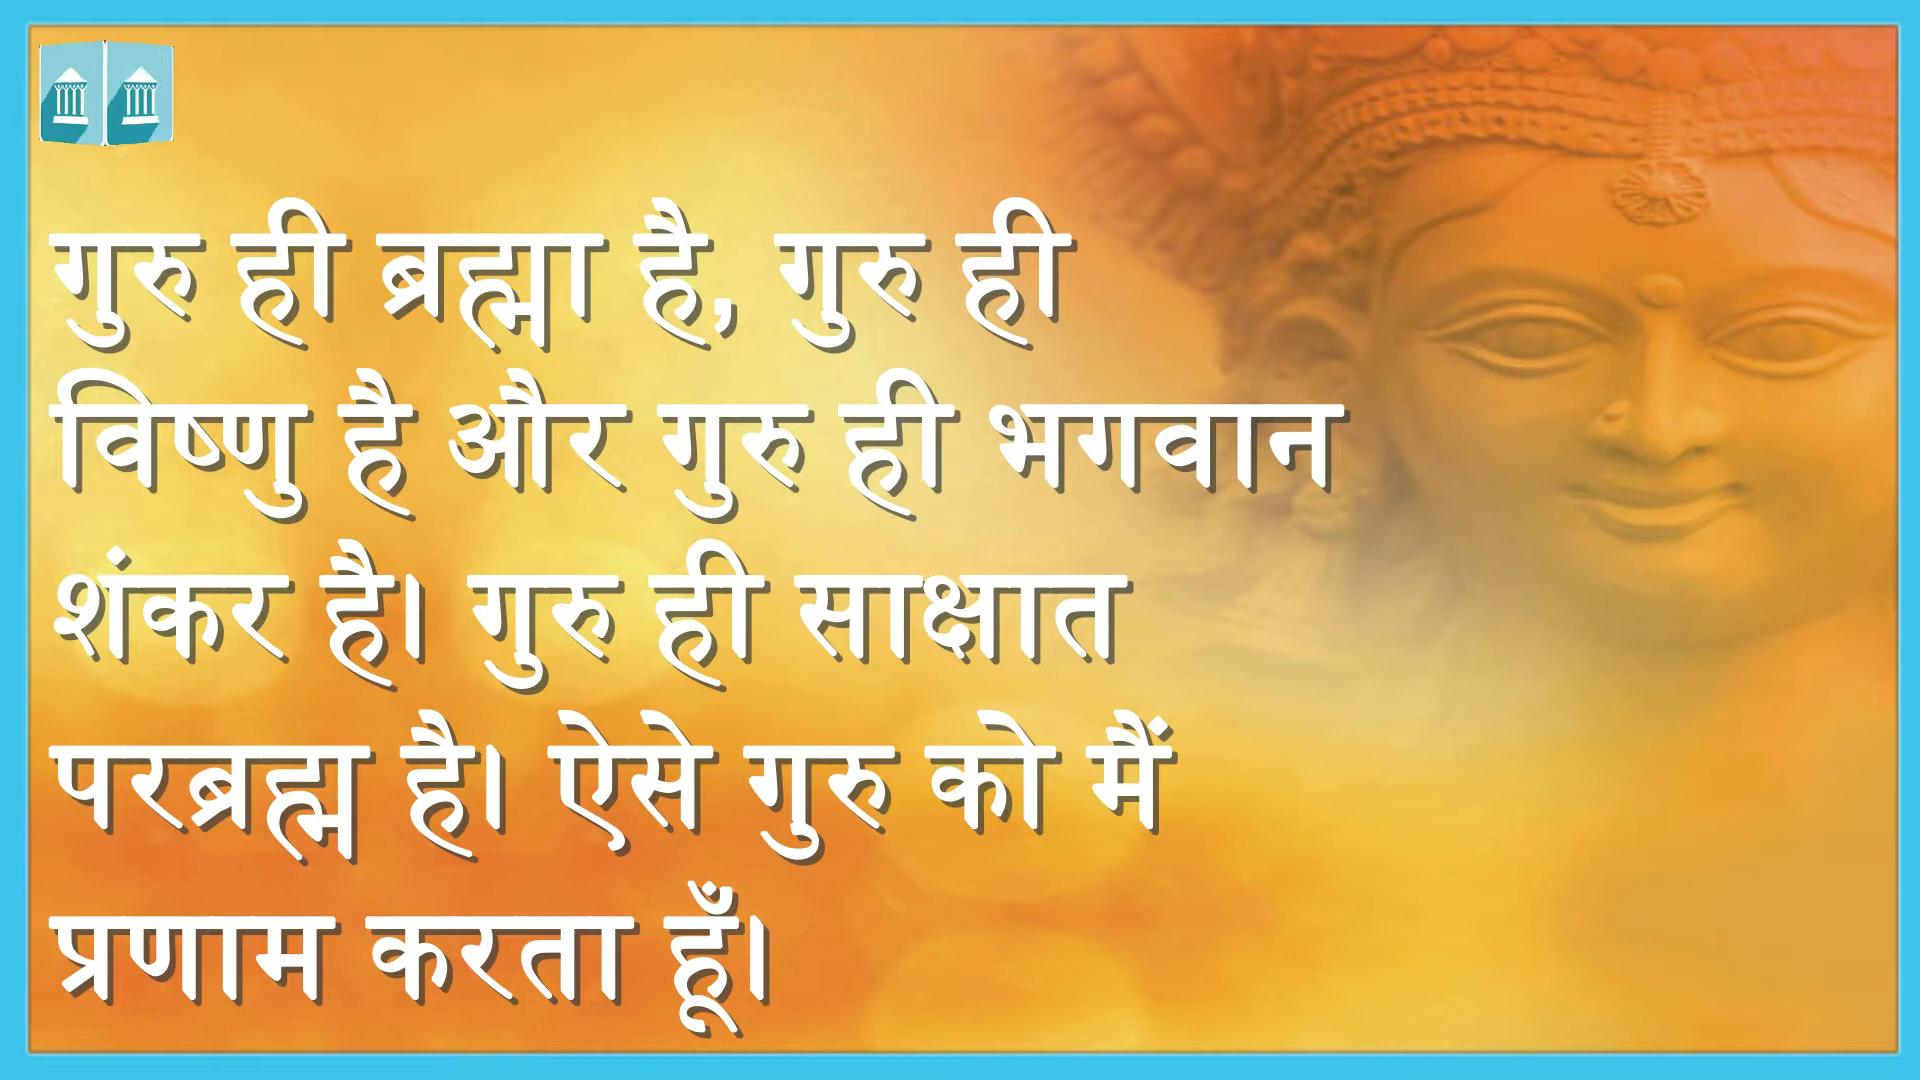 गुरु ही ब्रह्मा है, गुरु ही
विष्णु है और गुरु ही भगवान
शंकर है। गुरु ही साक्षात
परब्रह्म है। ऐसे गुरु को मैं
प्रणाम करता हूँ।